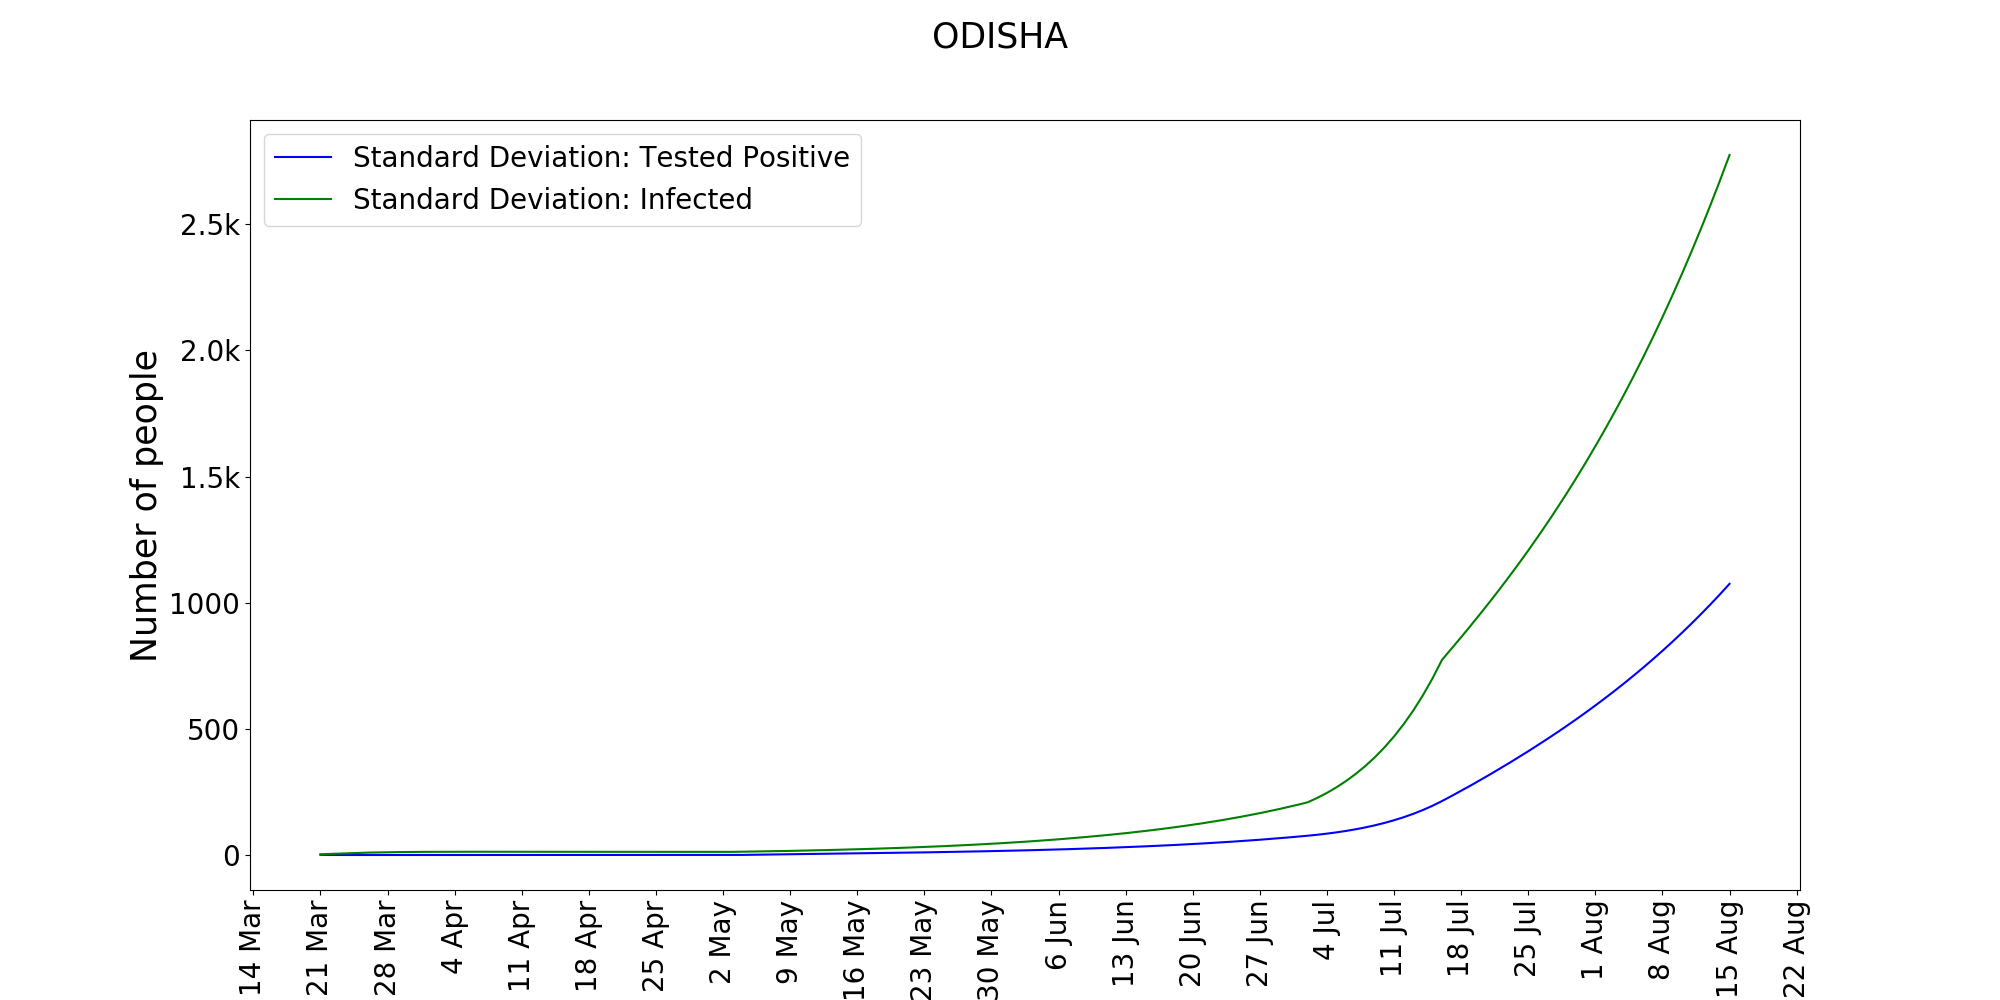 ODISHA
Standard Deviation: Tested Positive
Standard Deviation: Infected
Number of people
2.5k
2.0k
1.5k
1000
500
0
14 Mar
21 Mar
28 Mar
4 Apr
11 Apr
18 Apr
25 Apr
2 May
9 May
16 May
23 May
30 May
6 Jun
13 Jun
20 Jun
27 Jun
4 Jul
11 Jul
18 Jul
25 Jul
1 Aug
8 Aug
15 Aug
22 Aug